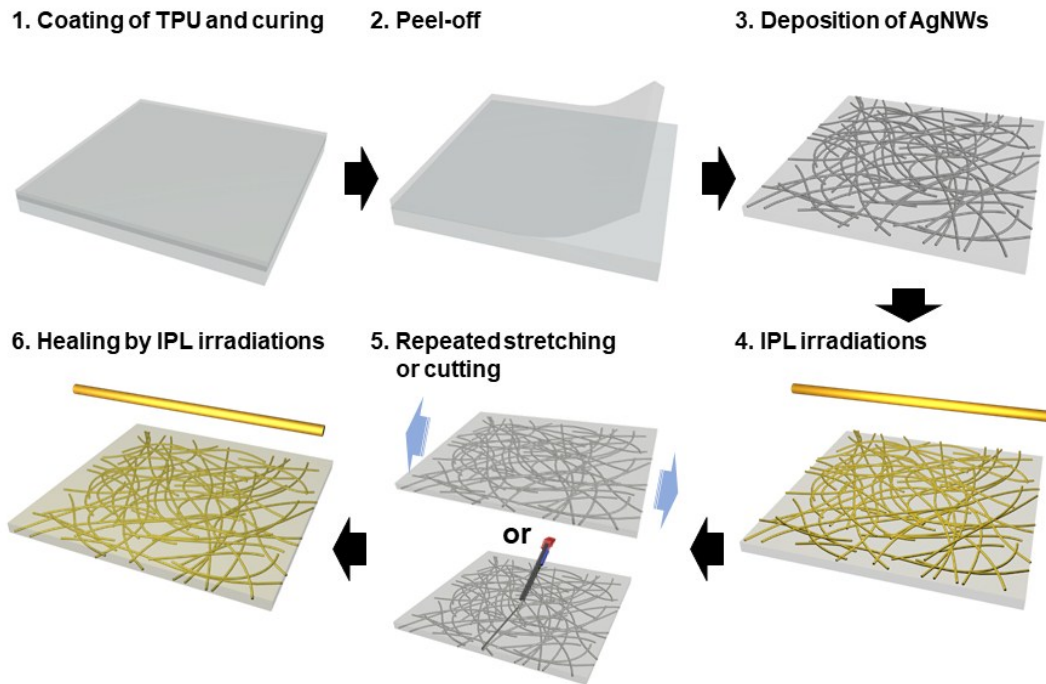 1. Coating of TPU and curing
2. Peel-off
3. Deposition of AgNWs
4. IPL irradiations
5. Repeated stretching
or cutting
or
6. Healing by IPL irradiations